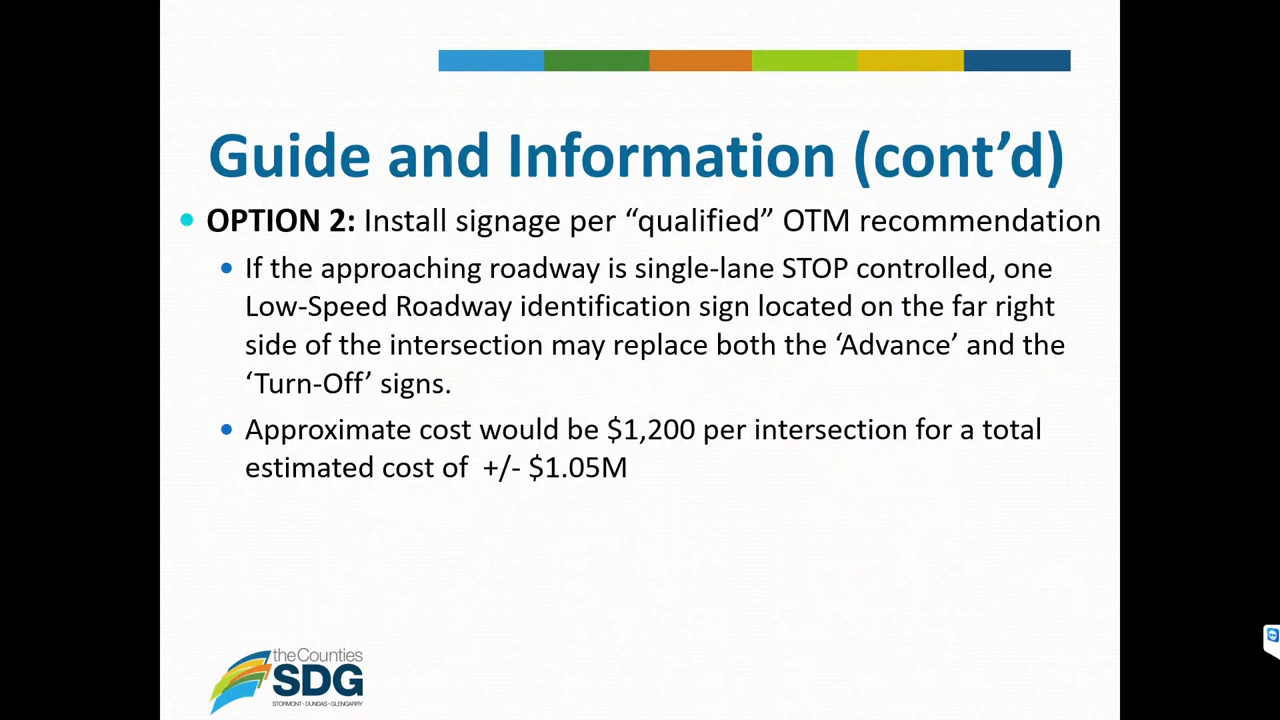 Guide and Information (cont’d)
OPTION 2: Install signage per “qualified” OTM recommendation
If the approaching roadway is single-lane STOP controlled, one
Low-Speed Roadway identification sign located on the far right
side of the intersection may replace both the ‘Advance’ and the
‘Turn-Off’ signs.
Approximate cost would be $1,200 per intersection for a total
estimated cost of +/- $1.05M
theCounties
SDG
STORMONT • DUNDAS • GLENGARRY